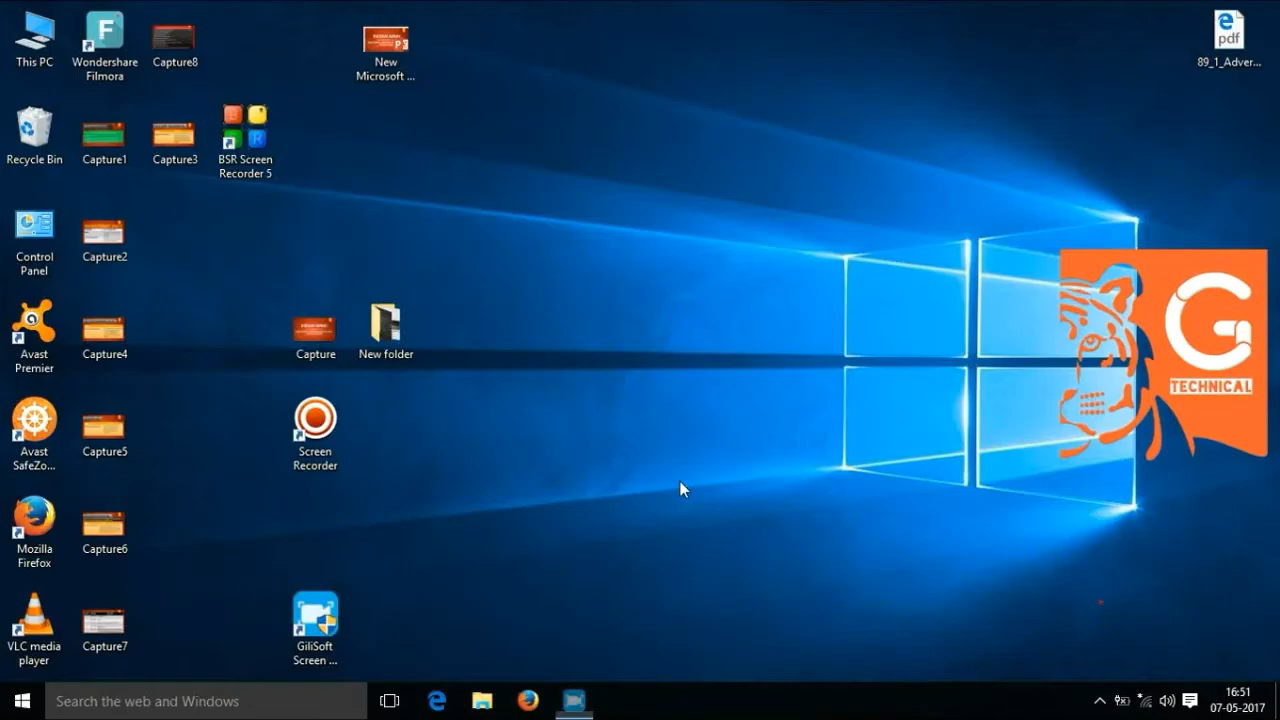 This PC
Wondershare
Filmora
Capture8
New
Microsoft ...
pdf
89_1_Adver...
Recycle Bin
Capture1
Capture3
BSR Screen
Recorder 5
Control
Panel
Capture2
Avast
Premier
Capture4
Capture
New folder
G
TECHNICAL
Avast
SafeZo...
Capture5
Screen
Recorder
Mozilla
Firefox
Capture6
VLC media
player
Capture7
GiliSoft
Screen ...
Search the web and Windows
16:51
07-05-2017